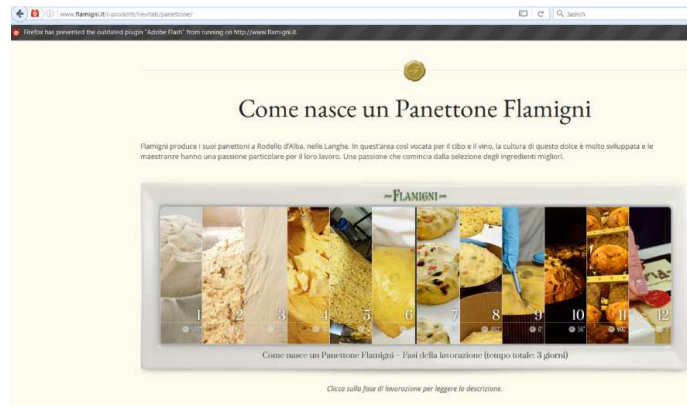 www.flamigni.it/i-prodotti/lievitati/panettone/
Search
Firefox has prevented the outdated plugin "Adobe Flash" from running on http://www.flamigni.it.
Come nasce un Panettone Flamigni
Flamigni produce i suoi panettoni a Rodello d'Alba, nelle Langhe. In quest'area così vocata per il cibo e il vino, la cultura di questo dolce è molto sviluppata e le
maestranze hanno una passione particolare per il loro lavoro. Una passione che comincia dalla selezione degli ingredienti migliori.
FLAMIGNI
1 2 3 4 5 6 7 8 9 10 11 12
0' 56' 900'
Come nasce un Panettone Flamigni – Fasi della lavorazione (tempo totale: 3 giorni)
Clicca sulla fase di lavorazione per leggere la descrizione.